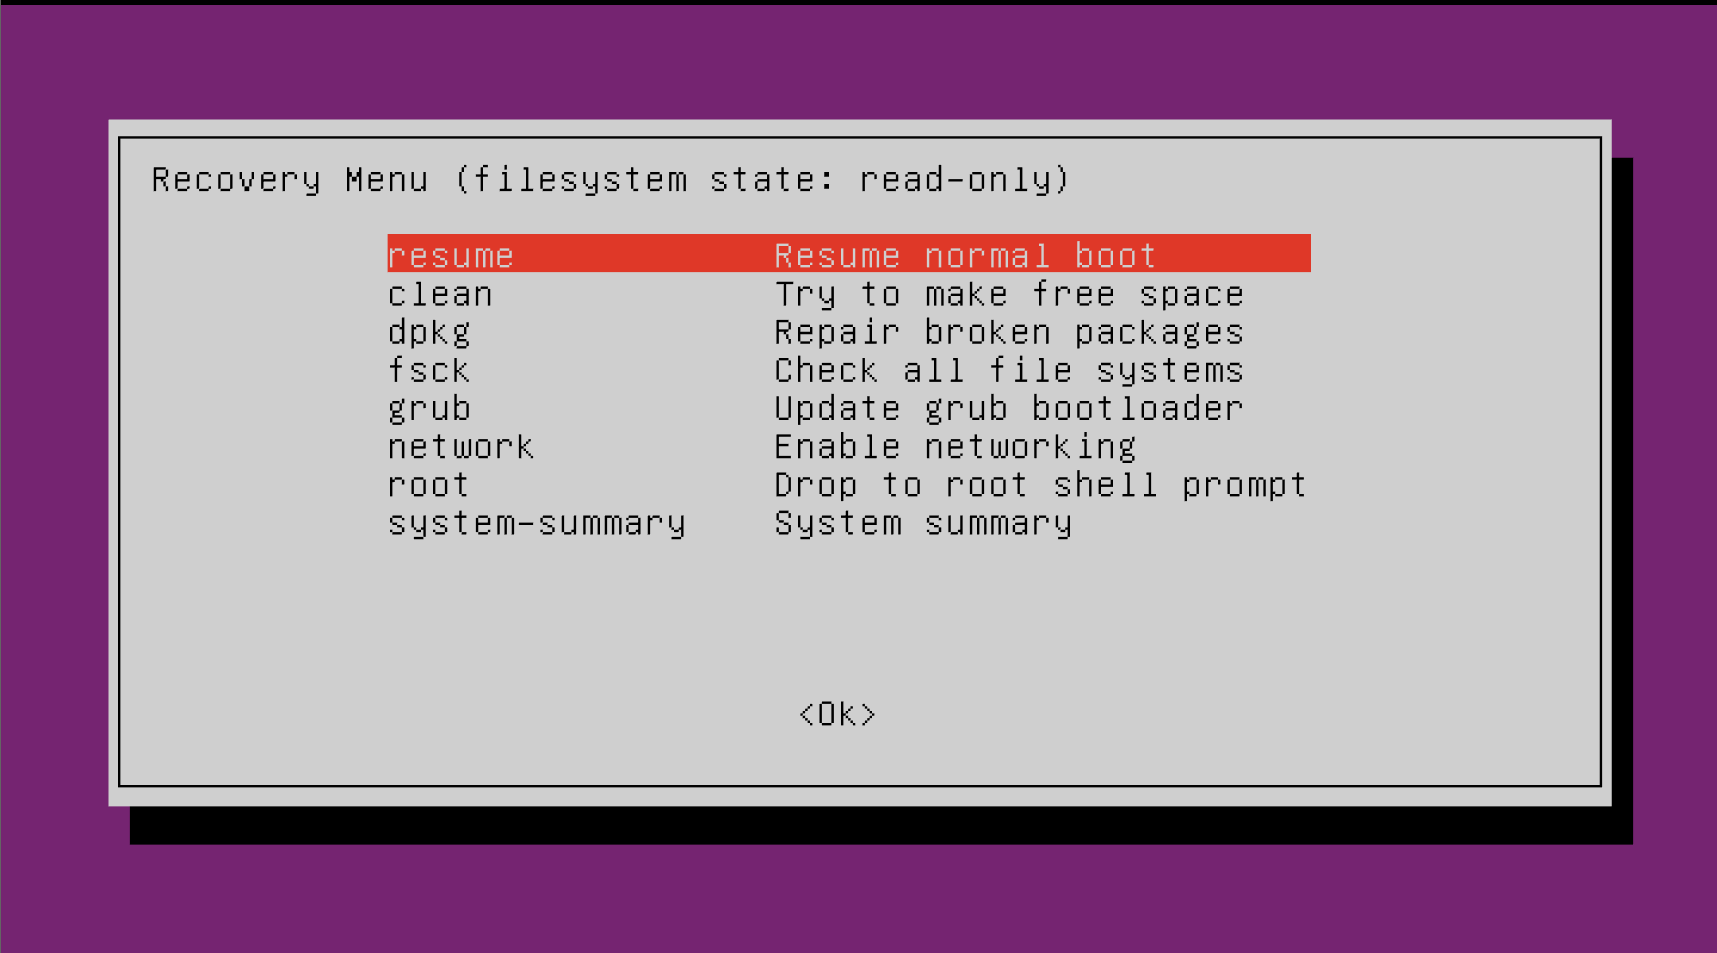 Recovery Menu (filesystem state: read-only)
resume Resume normal boot
clean Try to make free space
dpkg Repair broken packages
fsck Check all file systems
grub Update grub bootloader
network Enable networking
root Drop to root shell prompt
system-summary System summary
<Ok>